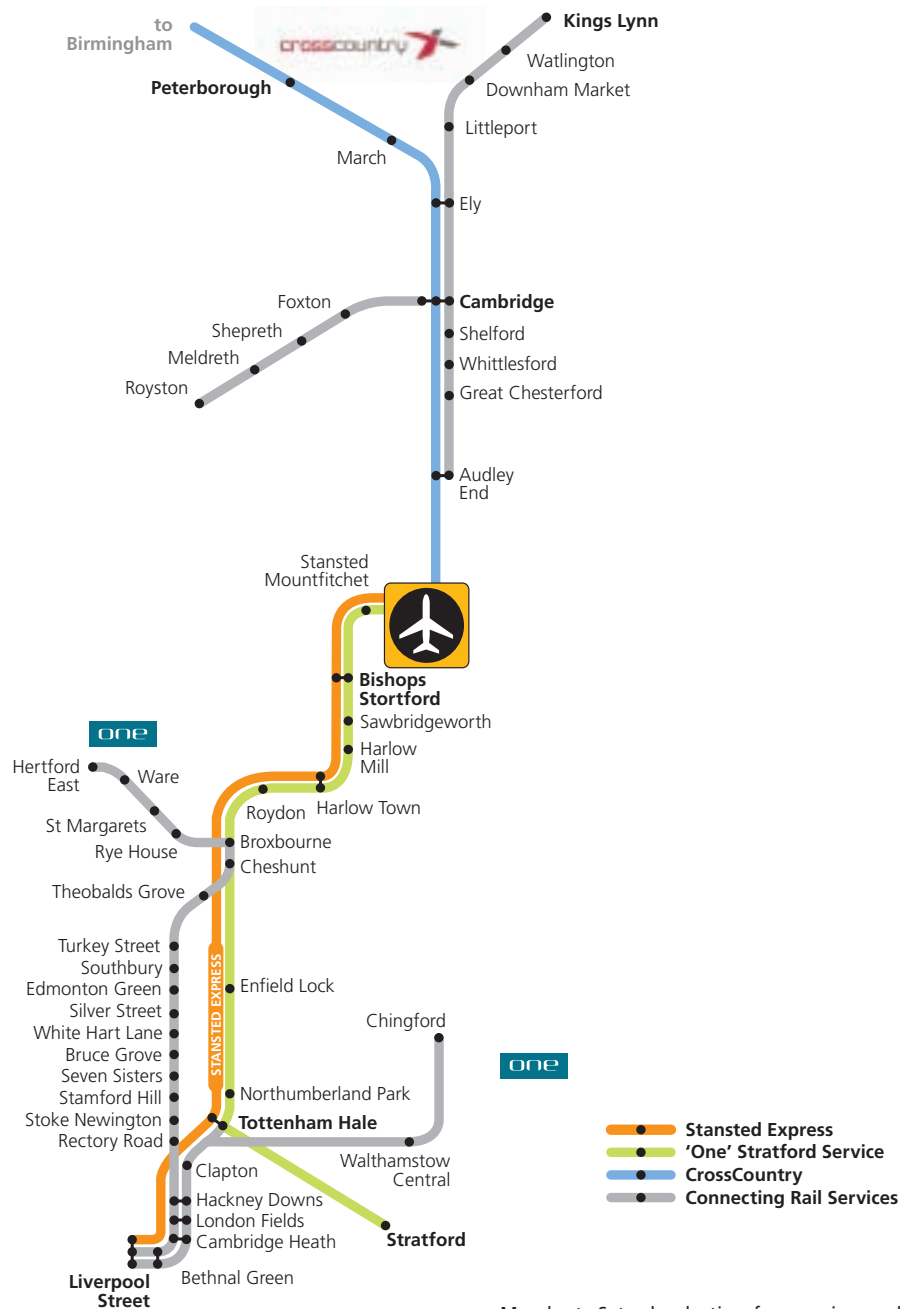 to
Birmingham
crosscountry
Kings Lynn
Watlington
Downham Market
Peterborough
Littleport
March
Ely
Foxton
Cambridge
Shepreth
Shelford
Meldreth
Whittlesford
Royston
Great Chesterford
Audley
End
Stansted
Mountfitchet
Bishops
Stortford
Sawbridgeworth
one
Harlow
Mill
Hertford
East
Ware
Roydon
Harlow Town
St Margarets
Rye House
Broxbourne
Cheshunt
Theobalds Grove
Turkey Street
Southbury
Edmonton Green
Silver Street
White Hart Lane
Bruce Grove
Seven Sisters
Stamford Hill
Stoke Newington
Rectory Road
STANSTED EXPRESS
Enfield Lock
Chingford
one
Northumberland Park
Tottenham Hale
Walthamstow
Central
Clapton
Hackney Downs
London Fields
Cambridge Heath
Stratford
Liverpool
Street
Bethnal Green
Stansted Express
'One' Stratford Service
CrossCountry
Connecting Rail Services